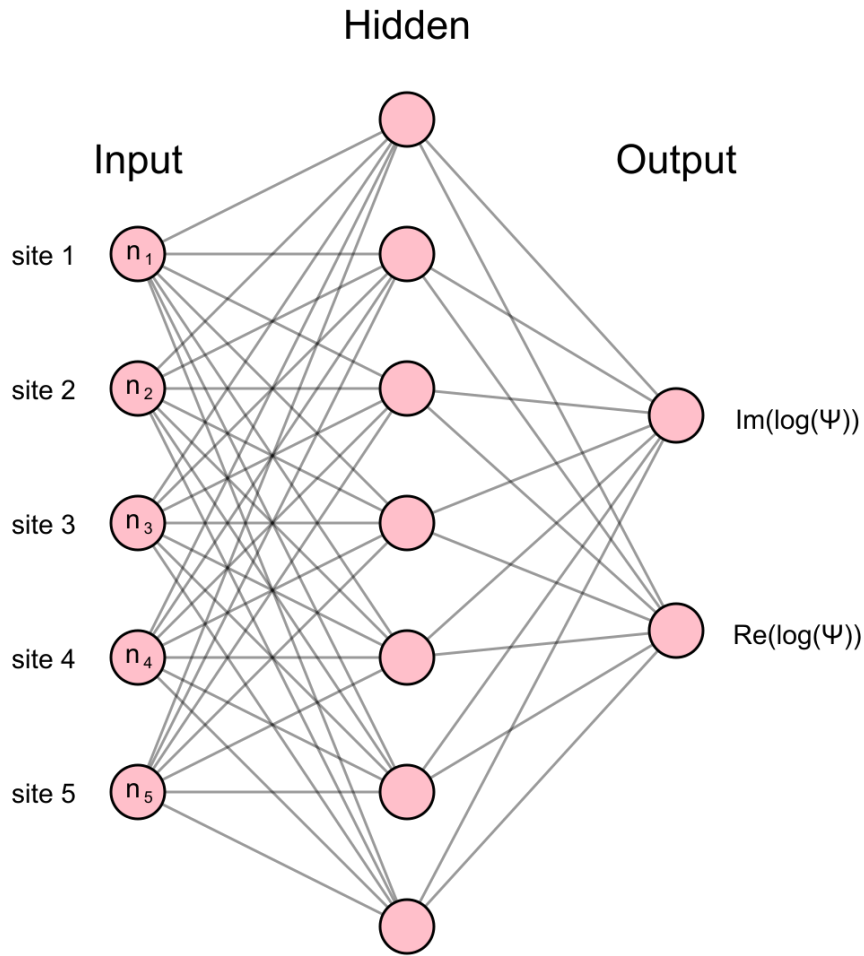 Hidden
Input
Output
site 1
n₁
site 2
n₂
Im(log(Ψ))
site 3
n₃
Re(log(Ψ))
site 4
n₄
site 5
n₅